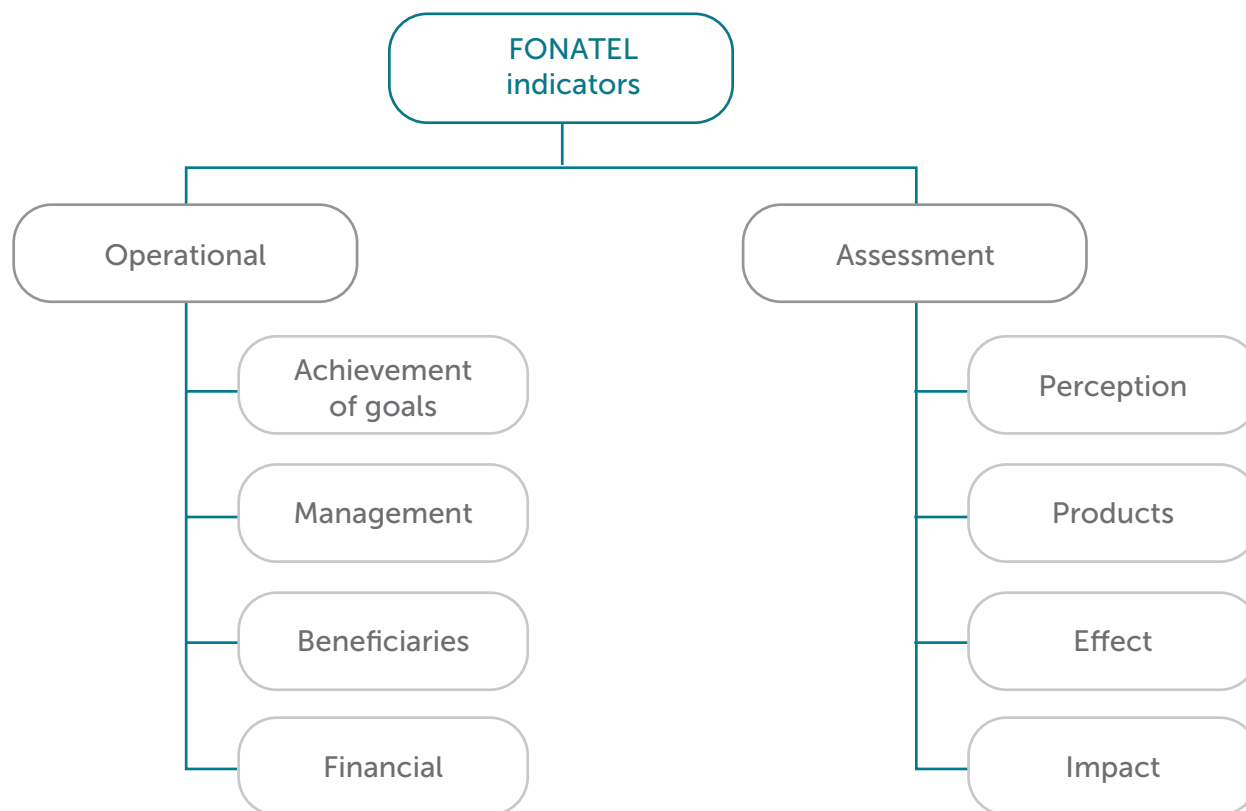 FONATEL
indicators
Operational
Achievement
of goals
Management
Beneficiaries
Financial
Assessment
Perception
Products
Effect
Impact